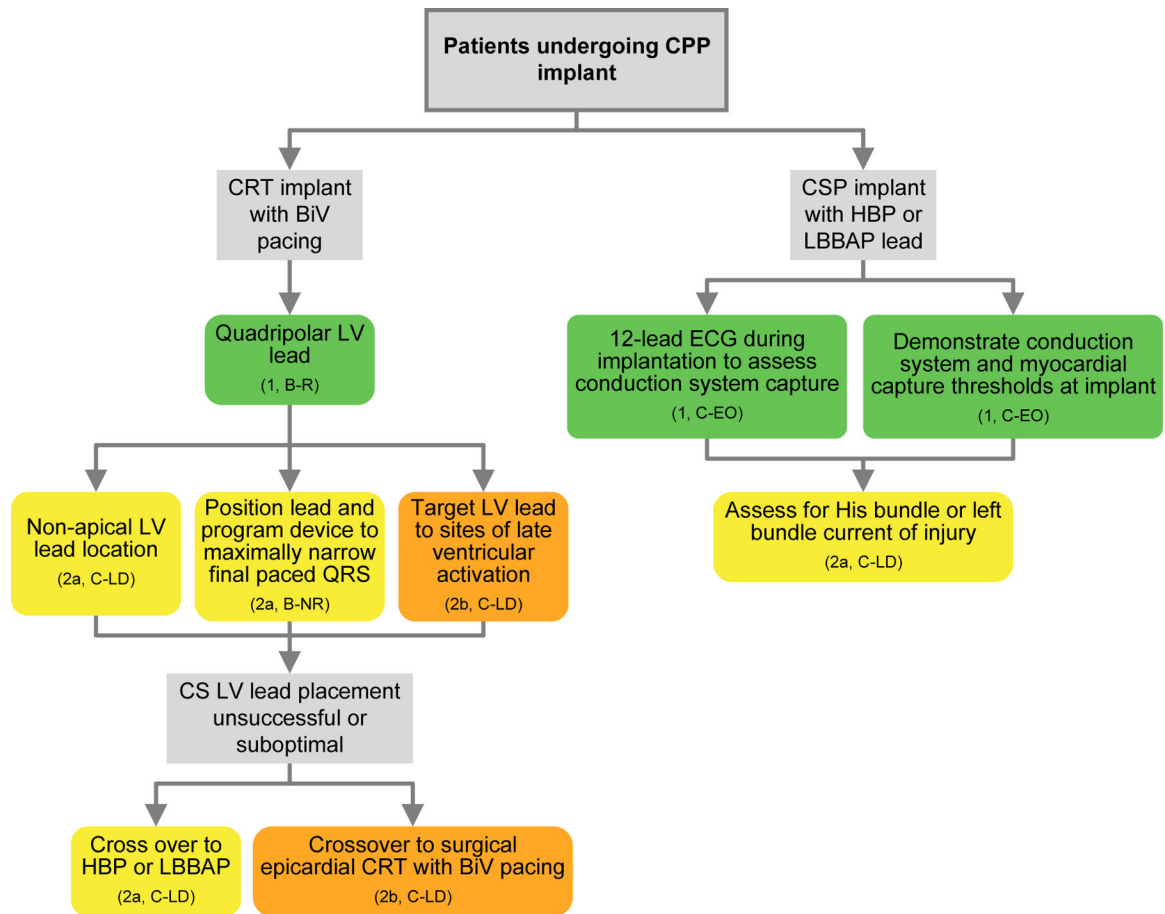 Patients undergoing CPP
implant
CRT implant
with BiV
pacing
CSP implant
with HBP or
LBBAP lead
Quadripolar LV
lead
(1, B-R)
12-lead ECG during
implantation to assess
conduction system capture
(1, C-EO)
Demonstrate conduction
system and myocardial
capture thresholds at implant
(1, C-EO)
Non-apical LV
lead location
(2a, C-LD)
Position lead and
program device to
maximally narrow
final paced QRS
(2a, B-NR)
Target LV lead
to sites of late
ventricular
activation
(2b, C-LD)
Assess for His bundle or left
bundle current of injury
(2a, C-LD)
CS LV lead placement
unsuccessful or
suboptimal
Cross over to
HBP or LBBAP
(2a, C-LD)
Crossover to surgical
epicardial CRT with BiV pacing
(2b, C-LD)